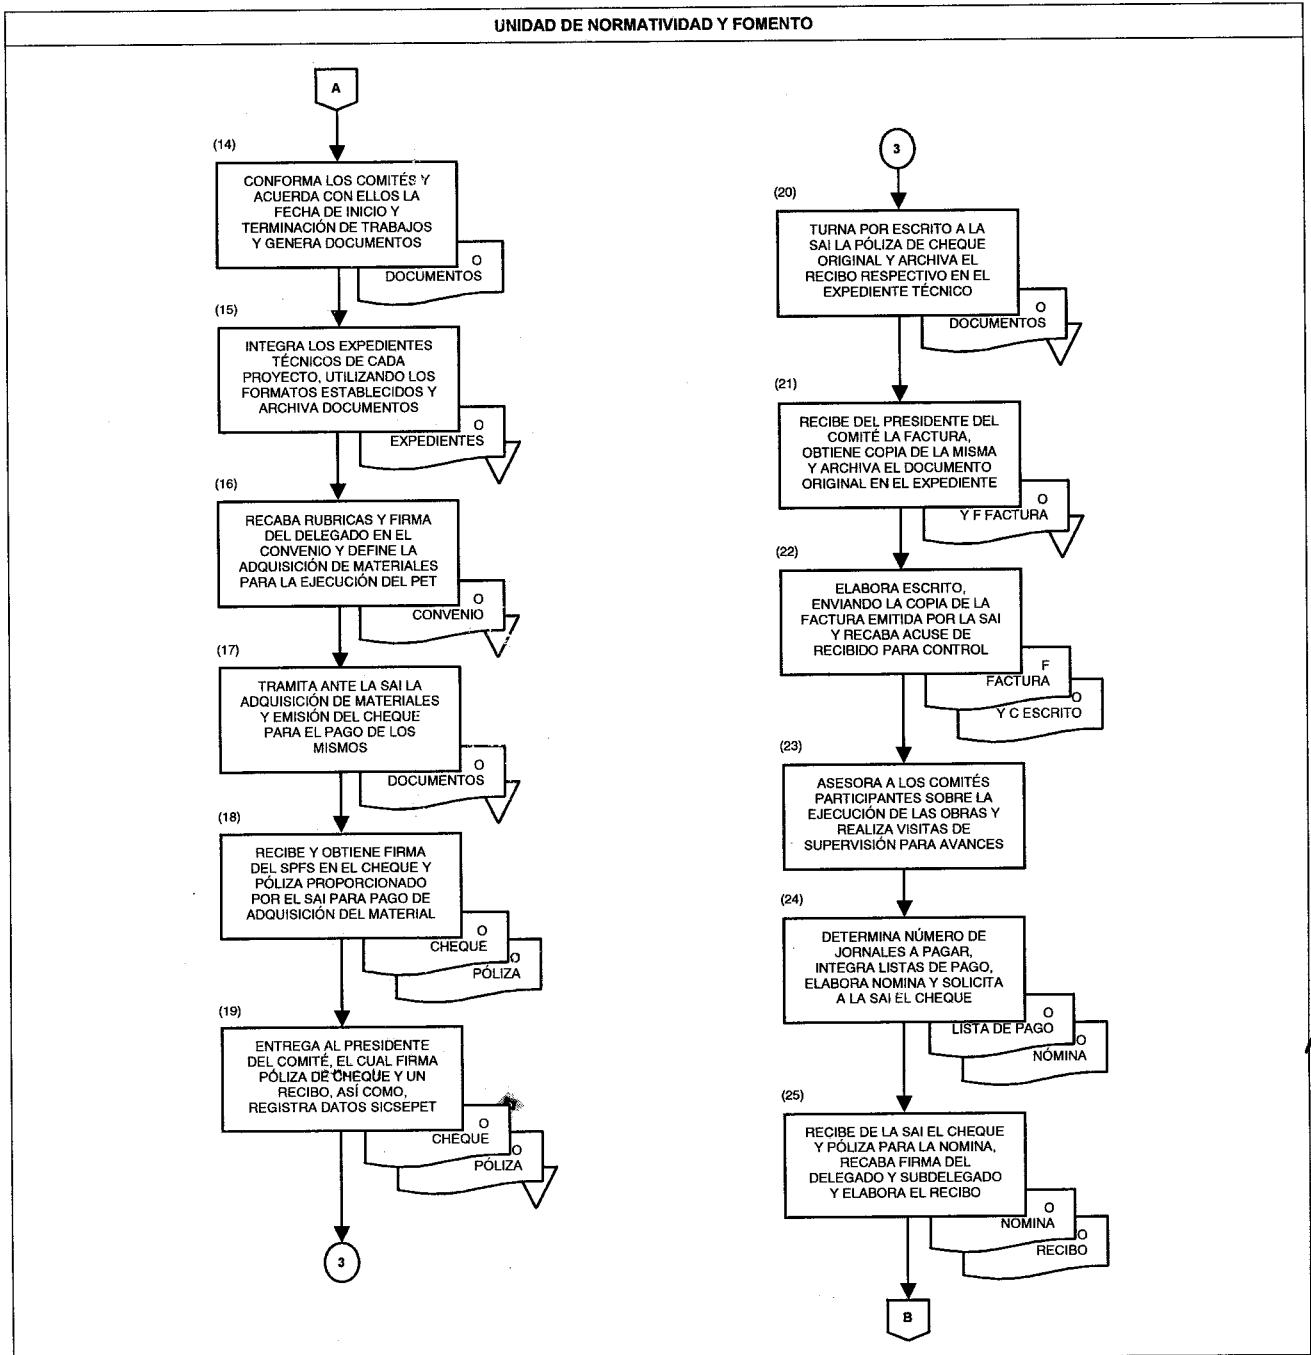 UNIDAD DE NORMATIVIDAD Y FOMENTO
A
(14)
CONFORMA LOS COMITÉS Y
ACUERDA CON ELLOS LA
FECHA DE INICIO Y
TERMINACIÓN DE TRABAJOS
Y GENERA DOCUMENTOS
O
DOCUMENTOS
(15)
INTEGRA LOS EXPEDIENTES
TÉCNICOS DE CADA
PROYECTO, UTILIZANDO LOS
FORMATOS ESTABLECIDOS Y
ARCHIVA DOCUMENTOS
O
EXPEDIENTES
(16)
RECABA RUBRICAS Y FIRMA
DEL DELEGADO EN EL
CONVENIO Y DEFINE LA
ADQUISICIÓN DE MATERIALES
PARA LA EJECUCIÓN DEL PET
O
CONVENIO
(17)
TRAMITA ANTE LA SAI LA
ADQUISICIÓN DE MATERIALES
Y EMISIÓN DEL CHEQUE
PARA EL PAGO DE LOS
MISMOS
O
DOCUMENTOS
(18)
RECIBE Y OBTIENE FIRMA
DEL SPFS EN EL CHEQUE Y
PÓLIZA PROPORCIONADO
POR EL SAI PARA PAGO DE
ADQUISICIÓN DEL MATERIAL
O
CHEQUE
O
PÓLIZA
(19)
ENTREGA AL PRESIDENTE
DEL COMITÉ, EL CUAL FIRMA
PÓLIZA DE CHEQUE Y UN
RECIBO, ASÍ COMO,
REGISTRA DATOS SICSEPET
O
CHEQUE
O
PÓLIZA
3
3
(20)
TURNA POR ESCRITO A LA
SAI LA PÓLIZA DE CHEQUE
ORIGINAL Y ARCHIVA EL
RECIBO RESPECTIVO EN EL
EXPEDIENTE TÉCNICO
O
DOCUMENTOS
(21)
RECIBE DEL PRESIDENTE DEL
COMITÉ LA FACTURA,
OBTIENE COPIA DE LA MISMA
Y ARCHIVA EL DOCUMENTO
ORIGINAL EN EL EXPEDIENTE
O
Y F FACTURA
(22)
ELABORA ESCRITO,
ENVIANDO LA COPIA DE LA
FACTURA EMITIDA POR LA SAI
Y RECABA ACUSE DE
RECIBIDO PARA CONTROL
F
FACTURA
O
Y C ESCRITO
(23)
ASESORA A LOS COMITÉS
PARTICIPANTES SOBRE LA
EJECUCIÓN DE LAS OBRAS Y
REALIZA VISITAS DE
SUPERVISIÓN PARA AVANCES
(24)
DETERMINA NÚMERO DE
JORNALES A PAGAR,
INTEGRA LISTAS DE PAGO,
ELABORA NOMINA Y SOLICITA
A LA SAI EL CHEQUE
O
LISTA DE PAGO
O
NÓMINA
(25)
RECIBE DE LA SAI EL CHEQUE
Y PÓLIZA PARA LA NOMINA,
RECABA FIRMA DEL
DELEGADO Y SUBDELEGADO
Y ELABORA EL RECIBO
O
NOMINA
O
RECIBO
B